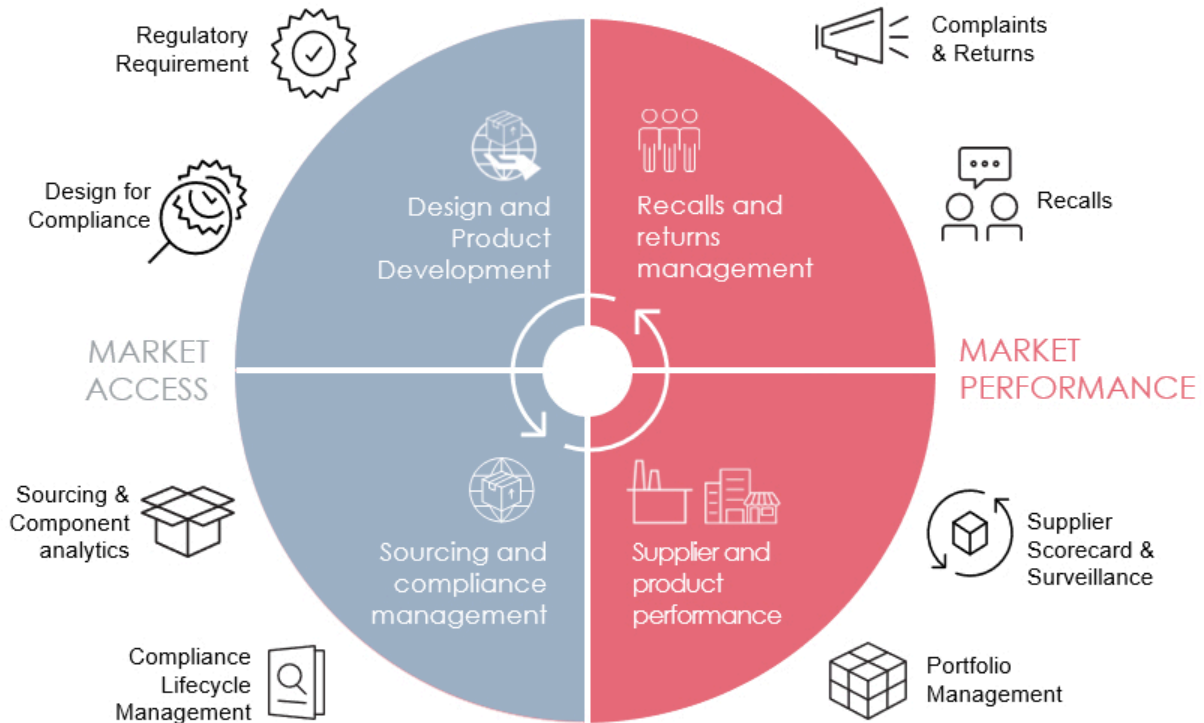 Regulatory
Requirement
Complaints
& Returns
Design for
Compliance
Design and
Product
Development
Recalls and
returns
management
Recalls
MARKET
ACCESS
MARKET
PERFORMANCE
Sourcing &
Component
analytics
Sourcing and
compliance
management
Supplier and
product
performance
Supplier
Scorecard &
Surveillance
Compliance
Lifecycle
Management
Portfolio
Management